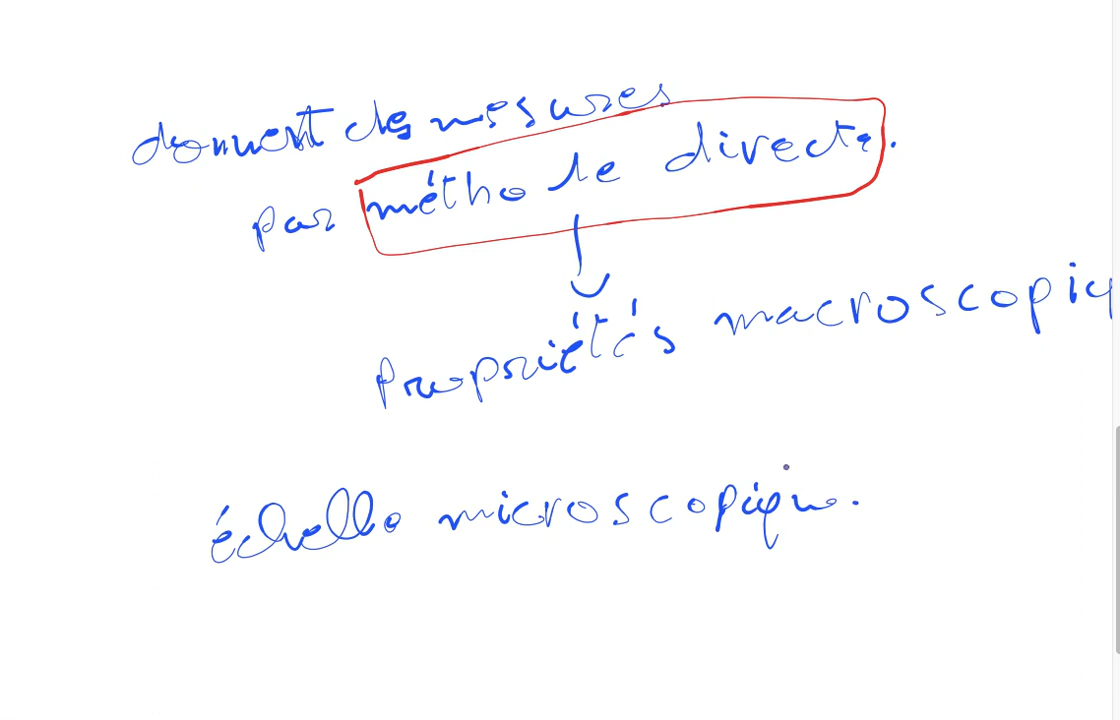 donnent des mesures
par méthode directe.
Propriétés macroscopiq
échelle microscopique.